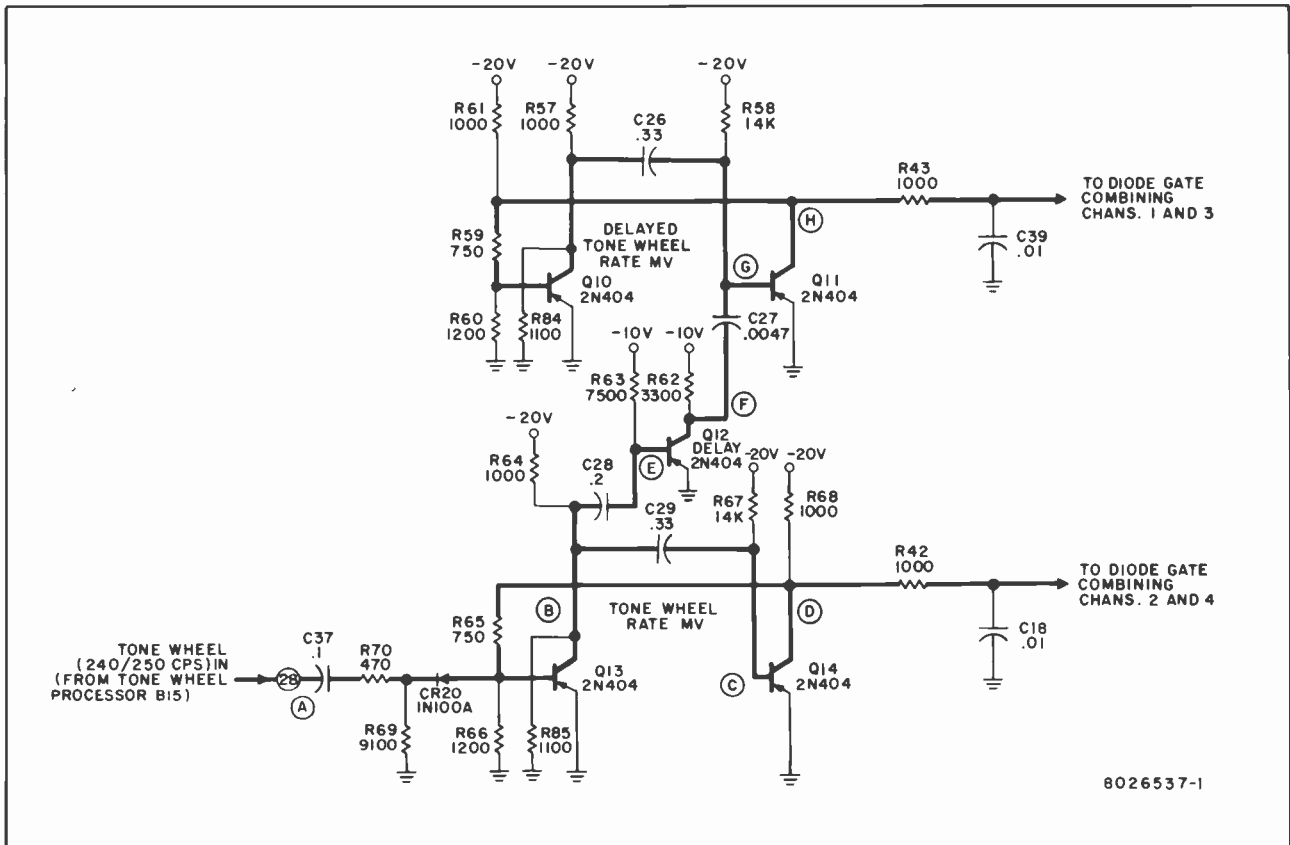 -20V
-20V
-20V
R61
1000
R57
1000
C26
.33
R58
14K
R43
1000
TO DIODE GATE
COMBINING
CHANS. 1 AND 3
H
C39
.01
R59
750
DELAYED
TONE WHEEL
RATE MV
G
Q10
2N404
Q11
2N404
R60
1200
R84
1100
C27
.0047
-10V
-10V
R63
7500
R62
3300
F
-20V
Q12
DELAY
2N404
-20V
-20V
R64
1000
C28
.2
E
C29
.33
R67
14K
R68
1000
R42
1000
TO DIODE GATE
COMBINING
CHANS. 2 AND 4
B
TONE WHEEL
RATE MV
D
C18
.01
R65
750
TONE WHEEL
(240/250 CPS) IN
(FROM TONE WHEEL
PROCESSOR B15)
28
A
C37
.1
R70
470
Q13
2N404
C
Q14
2N404
CR20
IN100A
R69
9100
R66
1200
R85
1100
8026537-1